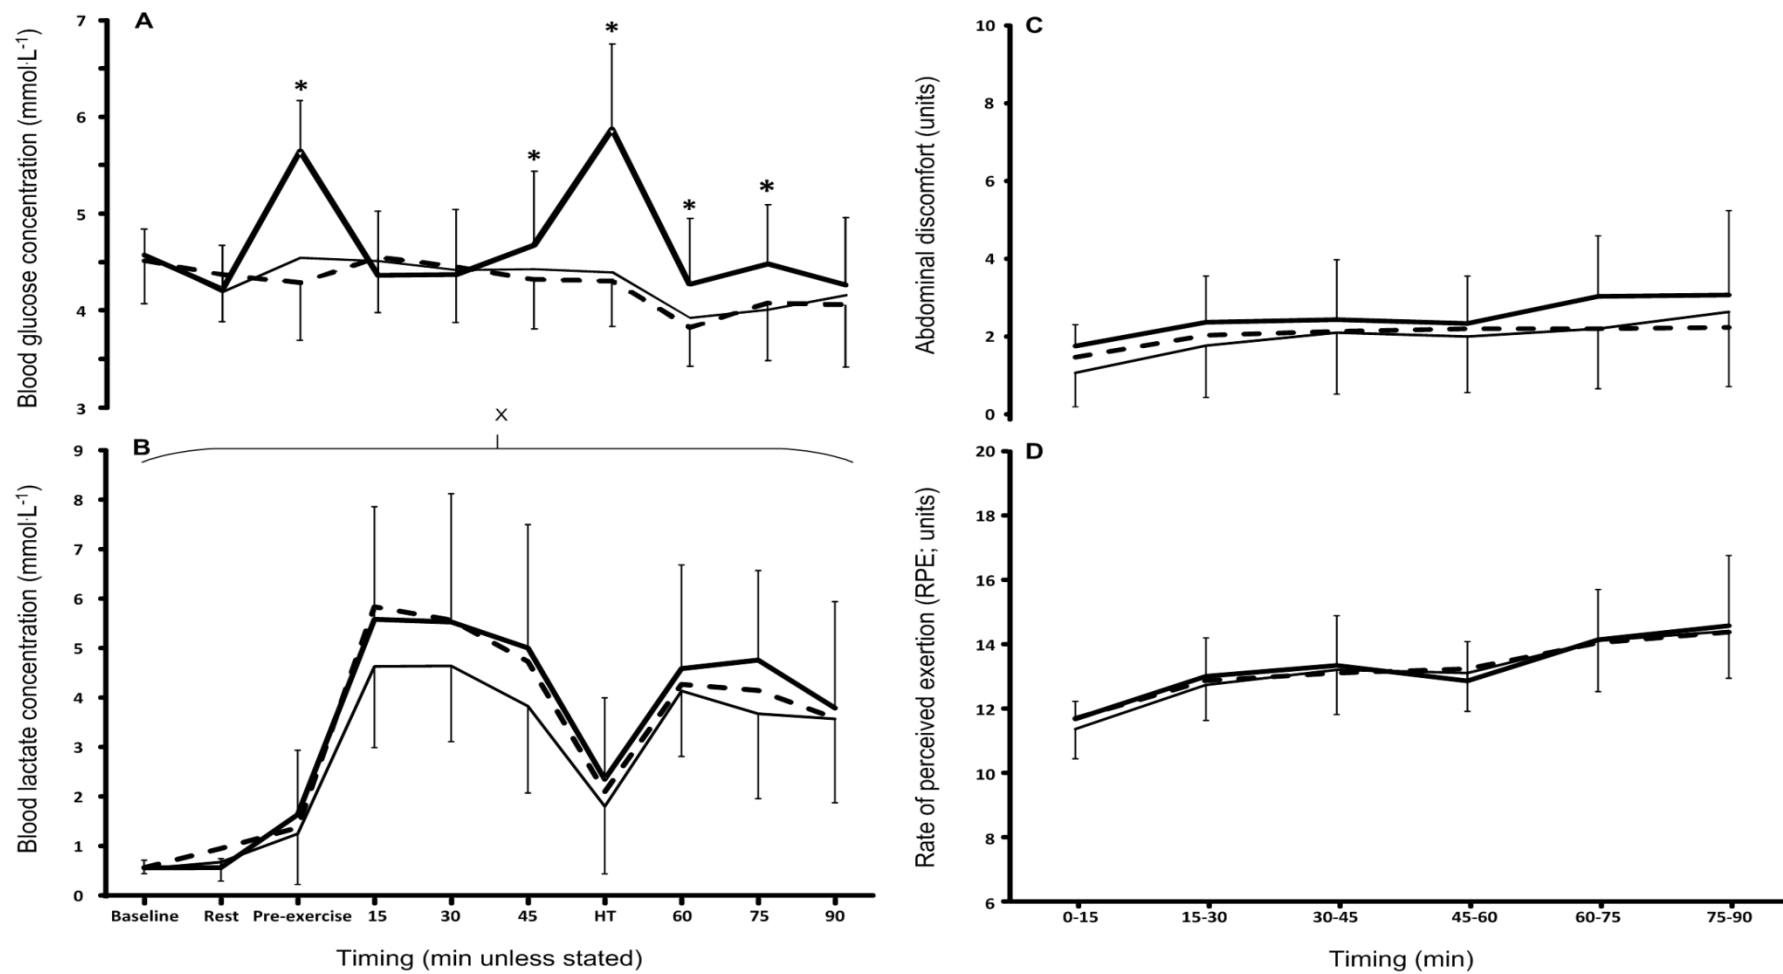 A
Blood glucose concentration (mmol·L⁻¹)
7
6
5
4
3
*
*
*
*
*
X
B
Blood lactate concentration (mmol·L⁻¹)
9
8
7
6
5
4
3
2
1
0
Baseline Rest Pre-exercise 15 30 45 HT 60 75 90
Timing (min unless stated)
C
Abdominal discomfort (units)
10
8
6
4
2
0
D
Rate of perceived exertion (RPE; units)
20
18
16
14
12
10
8
6
0-15 15-30 30-45 45-60 60-75 75-90
Timing (min)